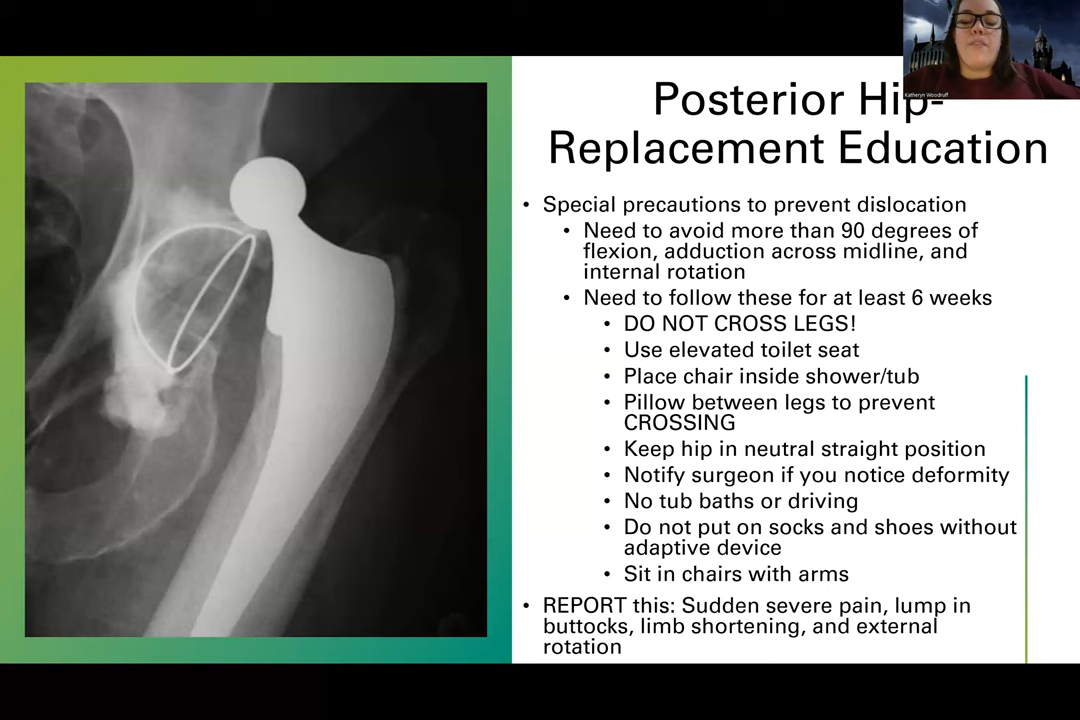 Katheryn Woodruff
Posterior Hip-
Replacement Education
• Special precautions to prevent dislocation
• Need to avoid more than 90 degrees of
flexion, adduction across midline, and
internal rotation
• Need to follow these for at least 6 weeks
• DO NOT CROSS LEGS!
• Use elevated toilet seat
• Place chair inside shower/tub
• Pillow between legs to prevent
CROSSING
• Keep hip in neutral straight position
• Notify surgeon if you notice deformity
• No tub baths or driving
• Do not put on socks and shoes without
adaptive device
• Sit in chairs with arms
• REPORT this: Sudden severe pain, lump in
buttocks, limb shortening, and external
rotation